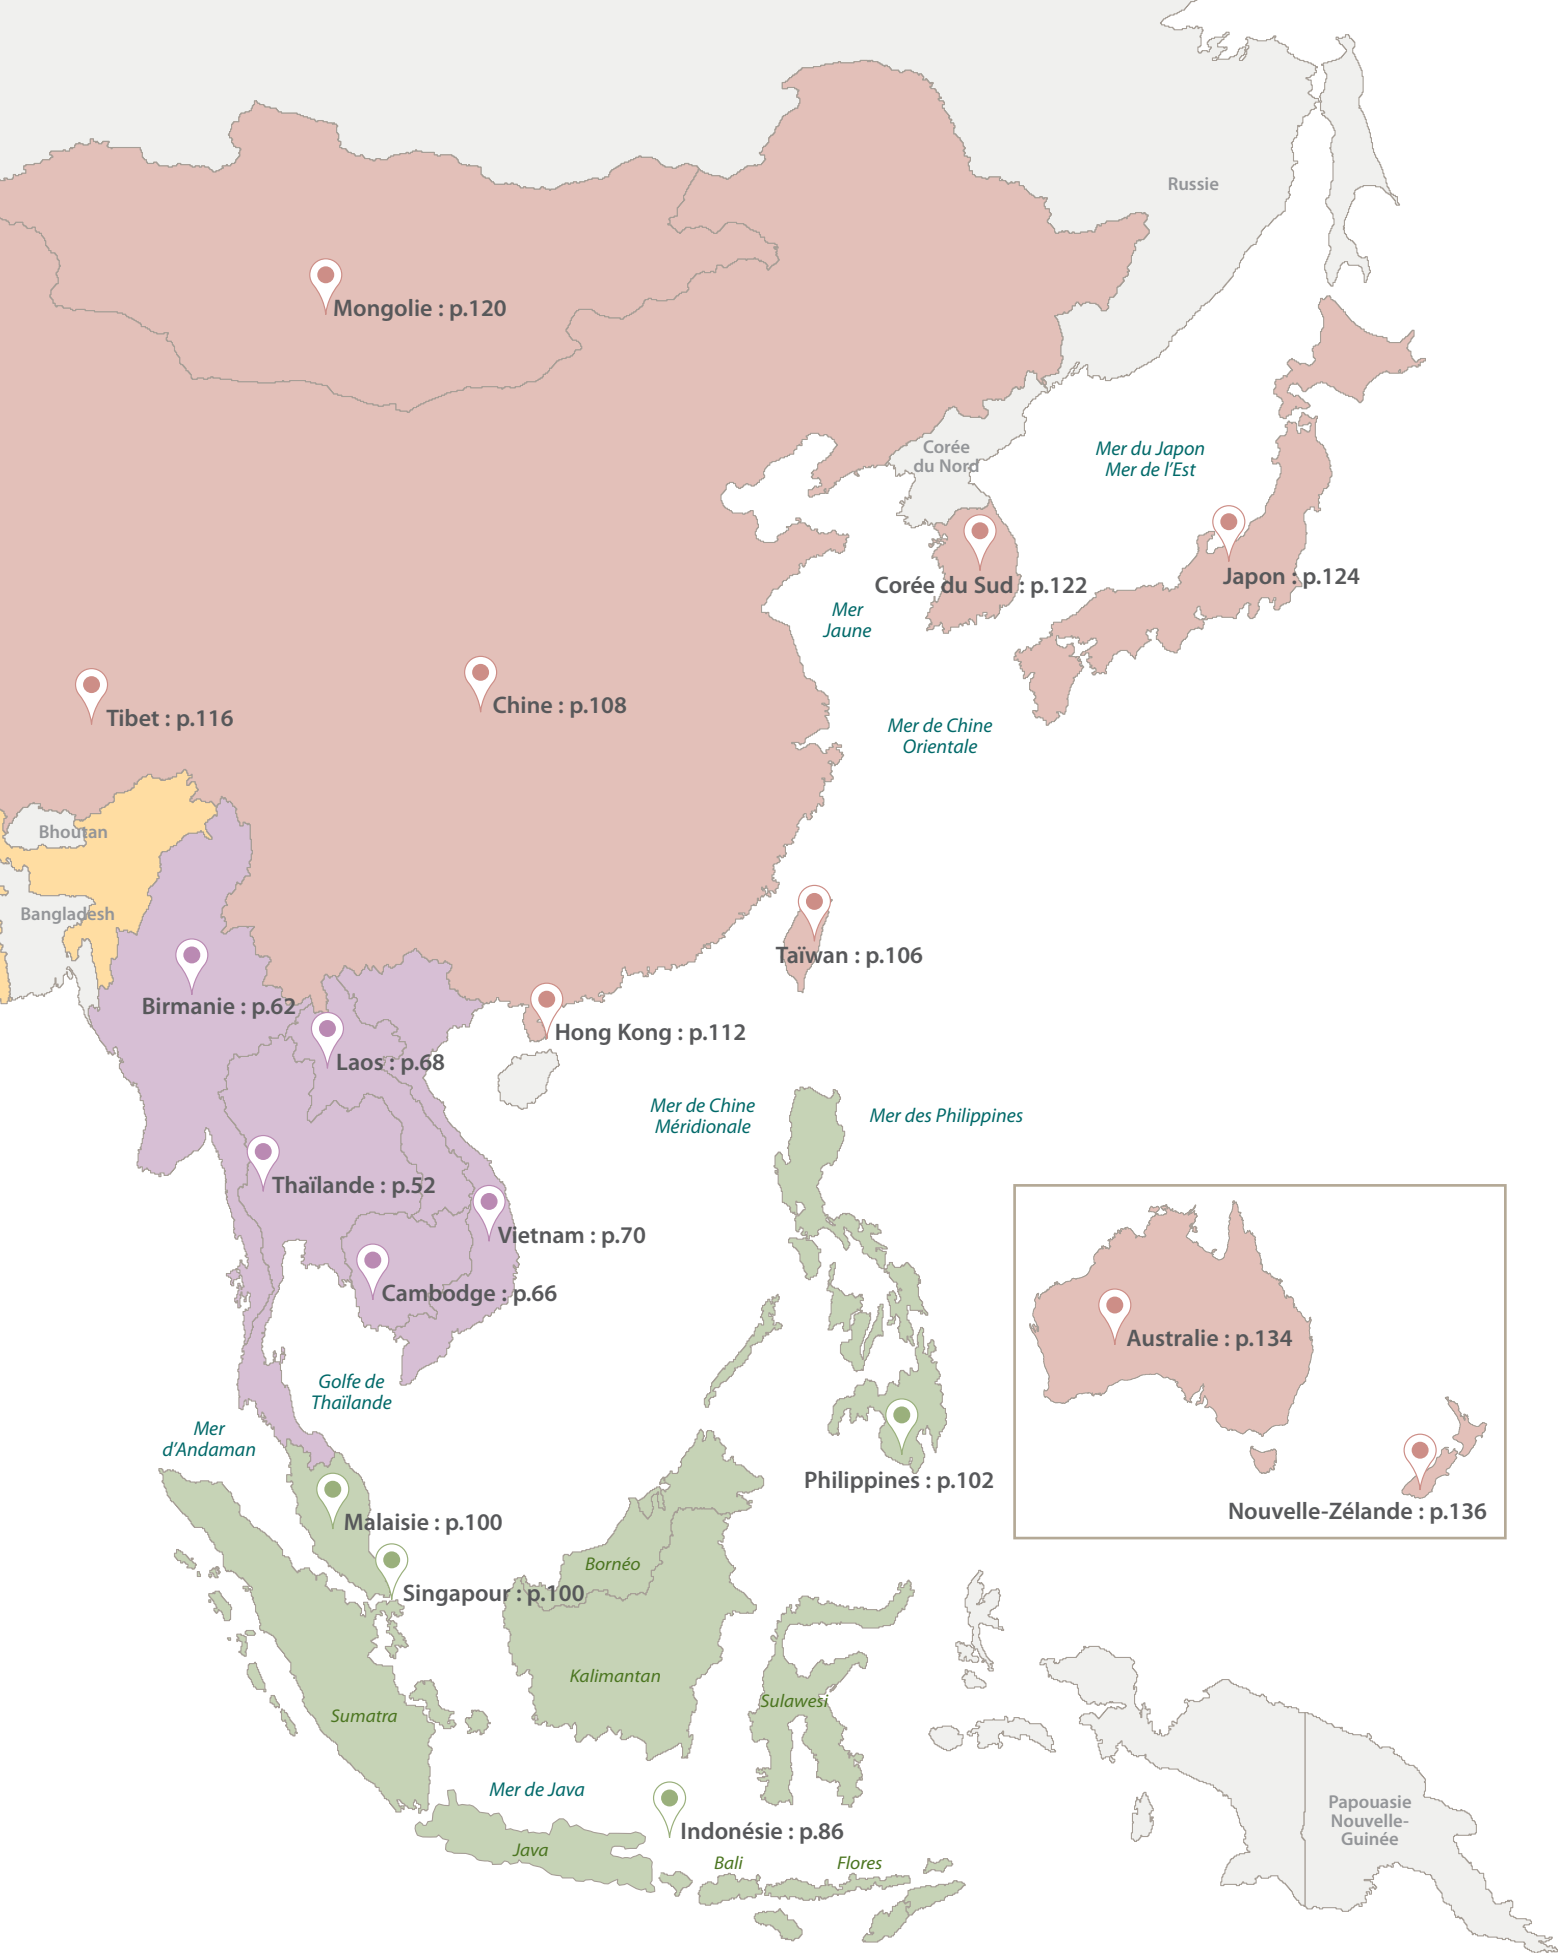 Russie
Mongolie : p.120
Corée
du Nord
Mer du Japon
Mer de l'Est
Corée du Sud : p.122
Japon : p.124
Mer
Jaune
Tibet : p.116
Chine : p.108
Mer de Chine
Orientale
Bhoutan
Bangladesh
Taïwan : p.106
Birmanie : p.62
Hong Kong : p.112
Laos : p.68
Mer de Chine
Méridionale
Mer des Philippines
Thaïlande : p.52
Vietnam : p.70
Cambodge : p.66
Australie : p.134
Golfe de
Thaïlande
Mer
d'Andaman
Philippines : p.102
Nouvelle-Zélande : p.136
Malaisie : p.100
Bornéo
Singapour : p.100
Kalimantan
Sulawesi
Sumatra
Mer de Java
Papouasie
Nouvelle-
Guinée
Indonésie : p.86
Java
Bali
Flores